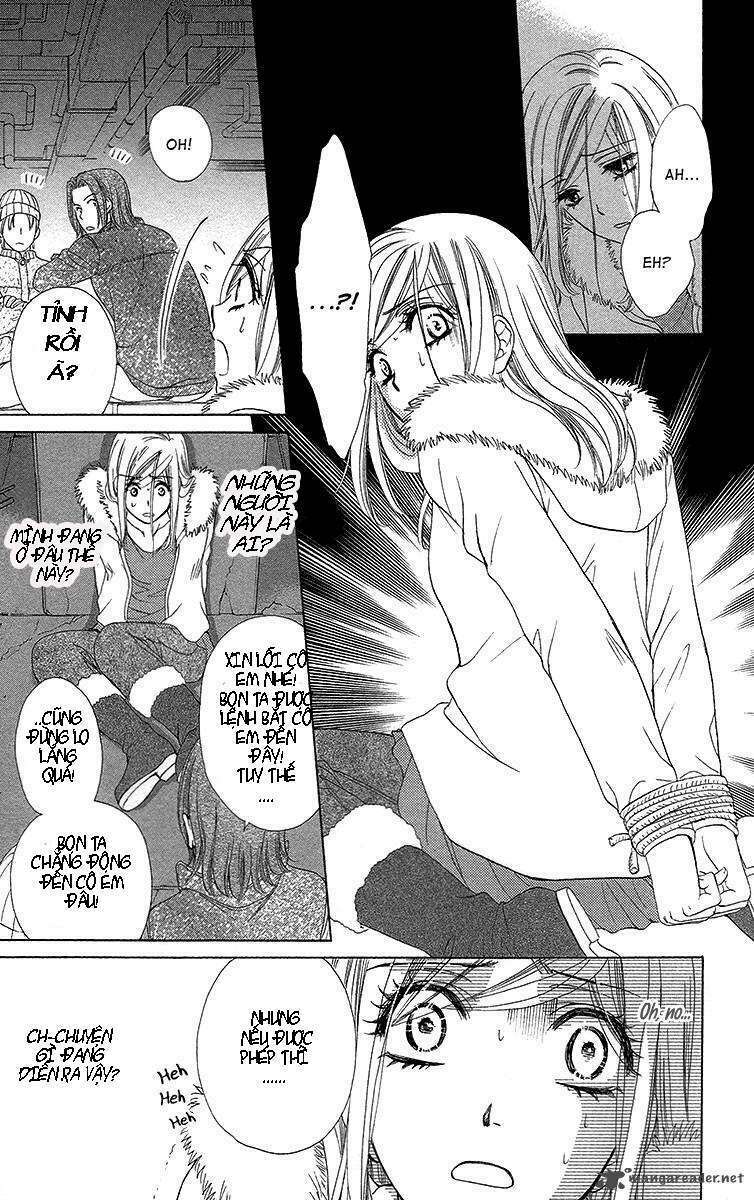 AH...
EH?
...?!
OH!
TỈNH
RỒI
Ã?
NHỮNG
NGƯỜI
NÀY LÀ
AI?
MÌNH ĐANG
Ở ĐÂU THẾ
NÀY?
XIN LỖI CÔ
EM NHÉ!
BỌN TA ĐƯỢC
LỆNH BẮT CÔ
EM ĐẾN
ĐÂY!
TUY THẾ
....
..CŨNG
ĐỪNG LO
LẮNG
QUÁ!
BỌN TA
CHẲNG ĐỘNG
ĐẾN CÔ EM
ĐÂU!
Oh no...
NHƯNG
NẾU ĐƯỢC
PHÉP THÌ
......
Heh
Heh
Heh
CH-CHUYỆN
GÌ ĐANG
DIỄN RA VẬY?
mangareader.net